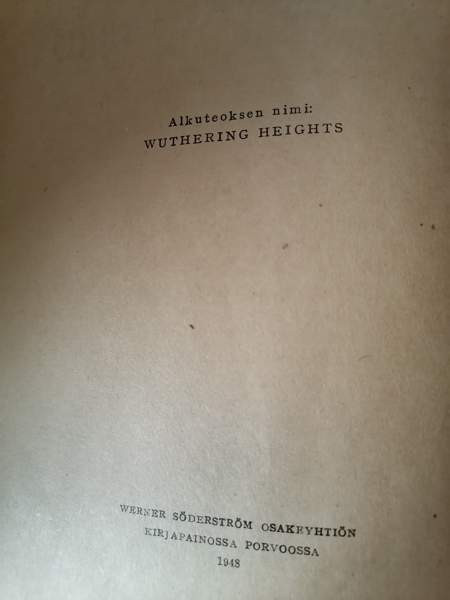 Alkuteoksen nimi:
WUTHERING HEIGHTS
WERNER SÖDERSTRÖM OSAKEYHTIÖN
KIRJAPAINOSSA PORVOOSSA
1948